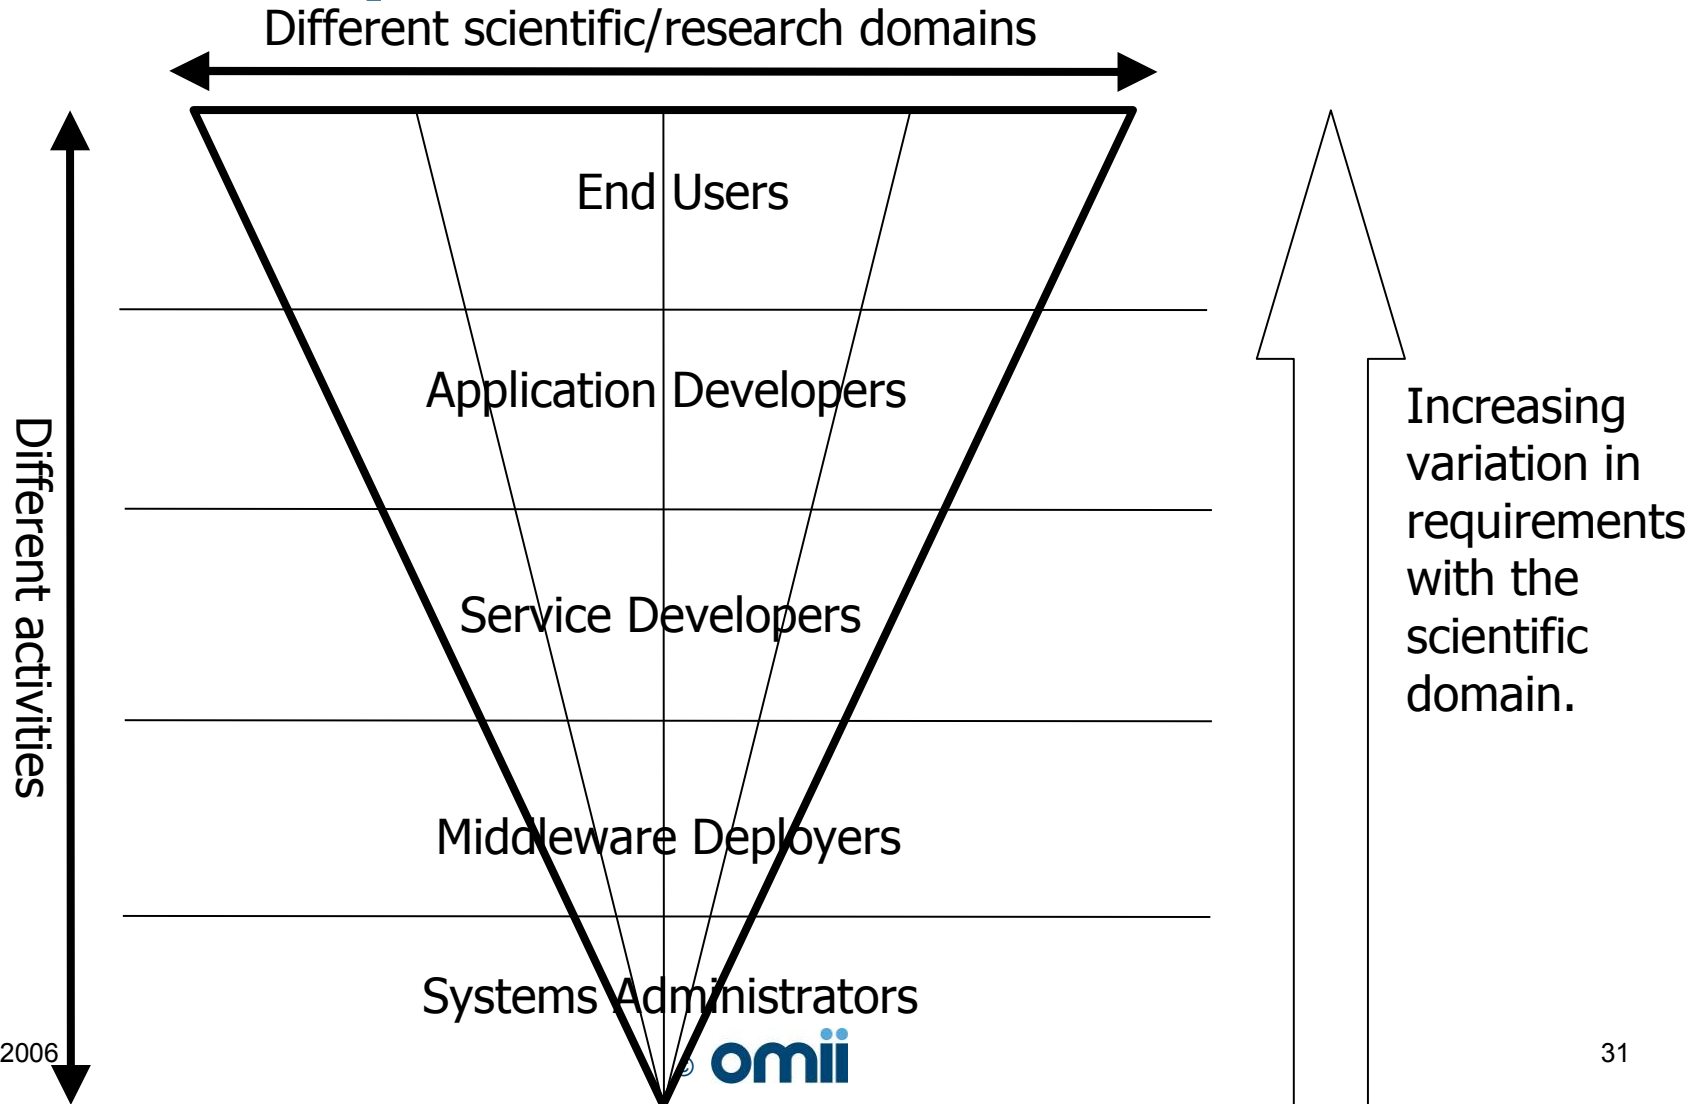 Different scientific/research domains
End Users
Application Developers
Different activities
Service Developers
Increasing
variation in
requirements
with the
scientific
domain.
Middleware Deployers
Systems Administrators
2006
© omii
31